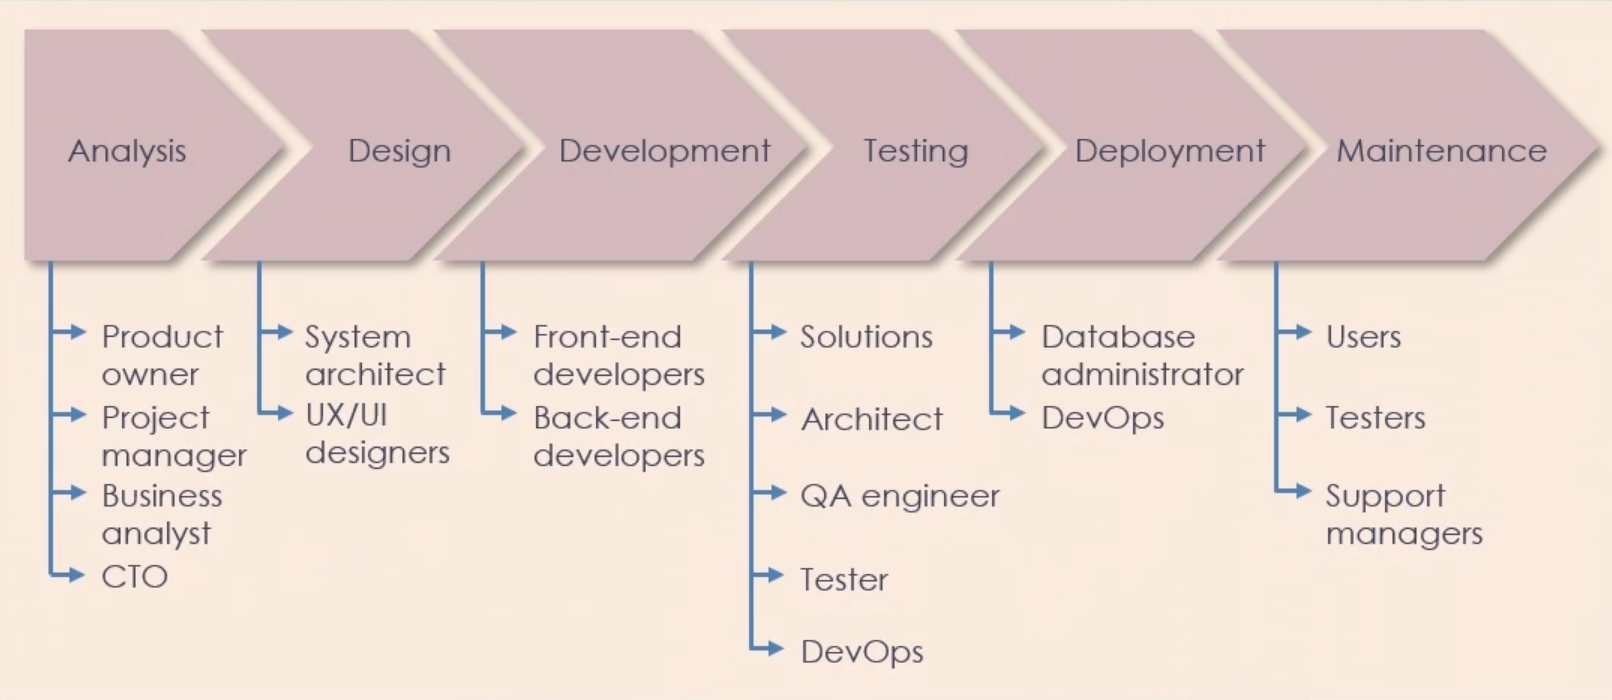 Analysis
Design
Development
Testing
Deployment
Maintenance
Product
owner
Project
manager
Business
analyst
CTO
System
architect
UX/UI
designers
Front-end
developers
Back-end
developers
Solutions
Architect
QA engineer
Tester
DevOps
Database
administrator
DevOps
Users
Testers
Support
managers